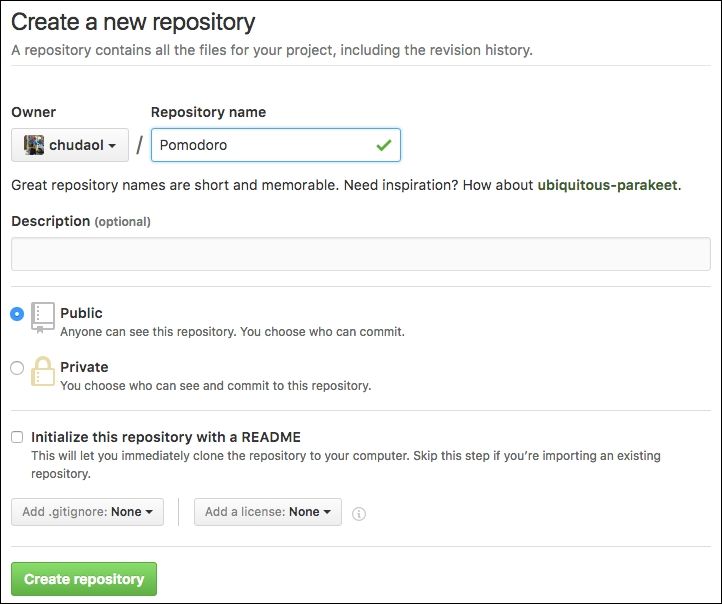 Create a new repository
A repository contains all the files for your project, including the revision history.
Owner
Repository name
chudaol / Pomodoro
Great repository names are short and memorable. Need inspiration? How about ubiquitous-parakeet.
Description (optional)
Public
Anyone can see this repository. You choose who can commit.
Private
You choose who can see and commit to this repository.
Initialize this repository with a README
This will let you immediately clone the repository to your computer. Skip this step if you’re importing an existing
repository.
Add .gitignore: None
Add a license: None
Create repository